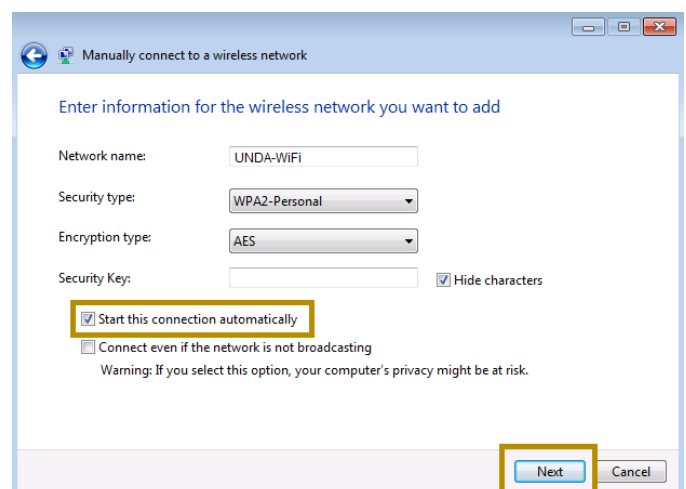 Manually connect to a wireless network
Enter information for the wireless network you want to add
Network name: UNDA-WiFi
Security type: WPA2-Personal
Encryption type: AES
Security Key: Hide characters
Start this connection automatically
Connect even if the network is not broadcasting
Warning: If you select this option, your computer's privacy might be at risk.
Next Cancel